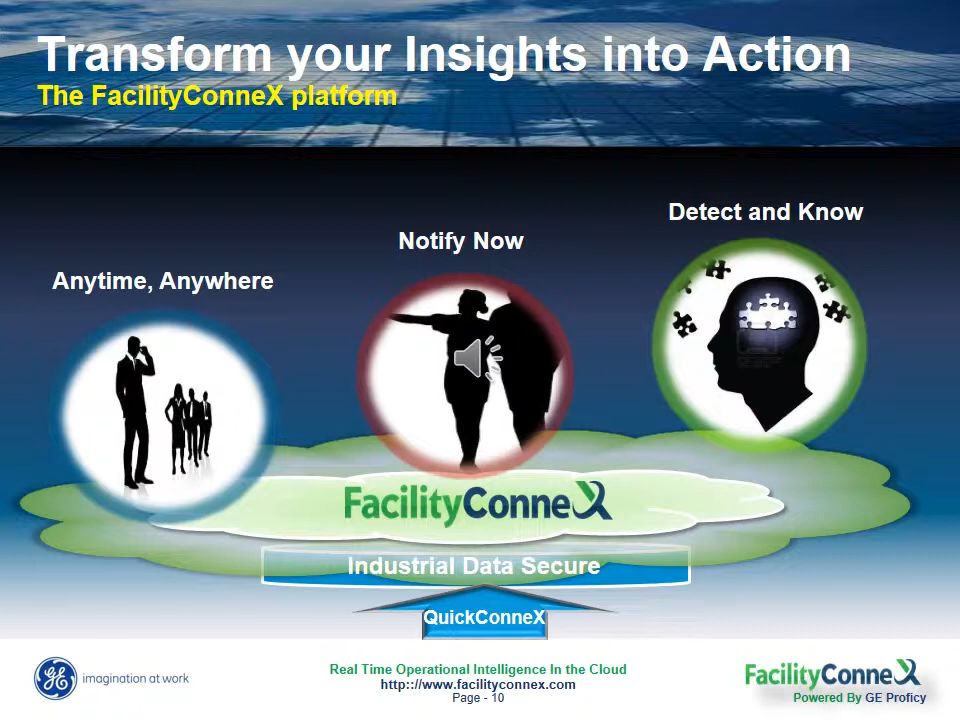 Transform your Insights into Action
The FacilityConneX platform
Detect and Know
Notify Now
Anytime, Anywhere
FacilityConneX
Industrial Data Secure
QuickConneX
GE
imagination at work
Real Time Operational Intelligence In the Cloud
http:://www.facilityconnex.com
Page - 10
FacilityConneX
Powered By GE Proficy